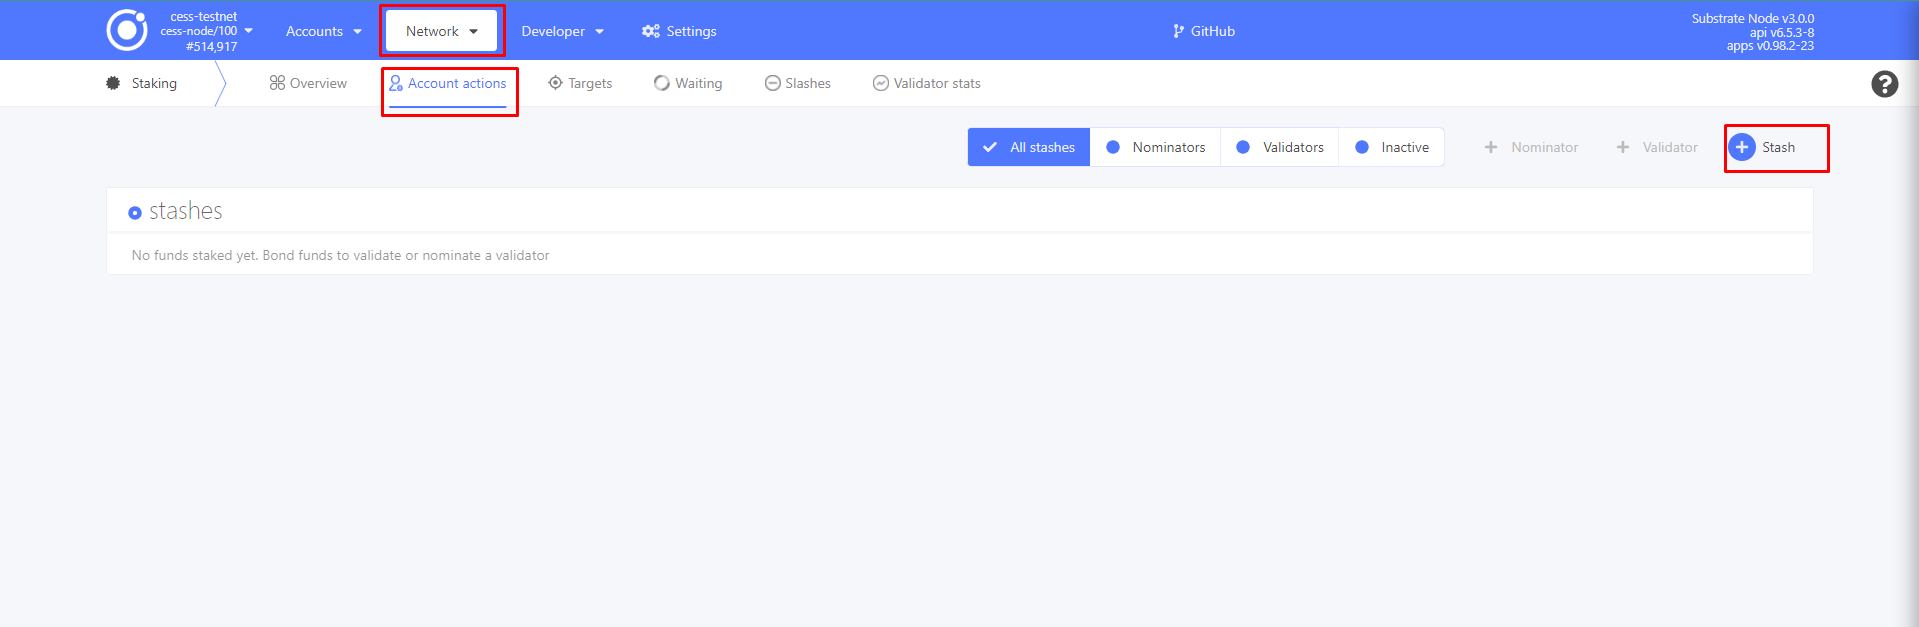 cess-testnet
cess-node/100
#514,917
Accounts
Network
Developer
Settings
GitHub
Substrate Node v3.0.0
api v6.5.3-8
apps v0.98.2-23
Staking
Overview
Account actions
Targets
Waiting
Slashes
Validator stats
All stashes
Nominators
Validators
Inactive
Nominator
Validator
Stash
stashes
No funds staked yet. Bond funds to validate or nominate a validator